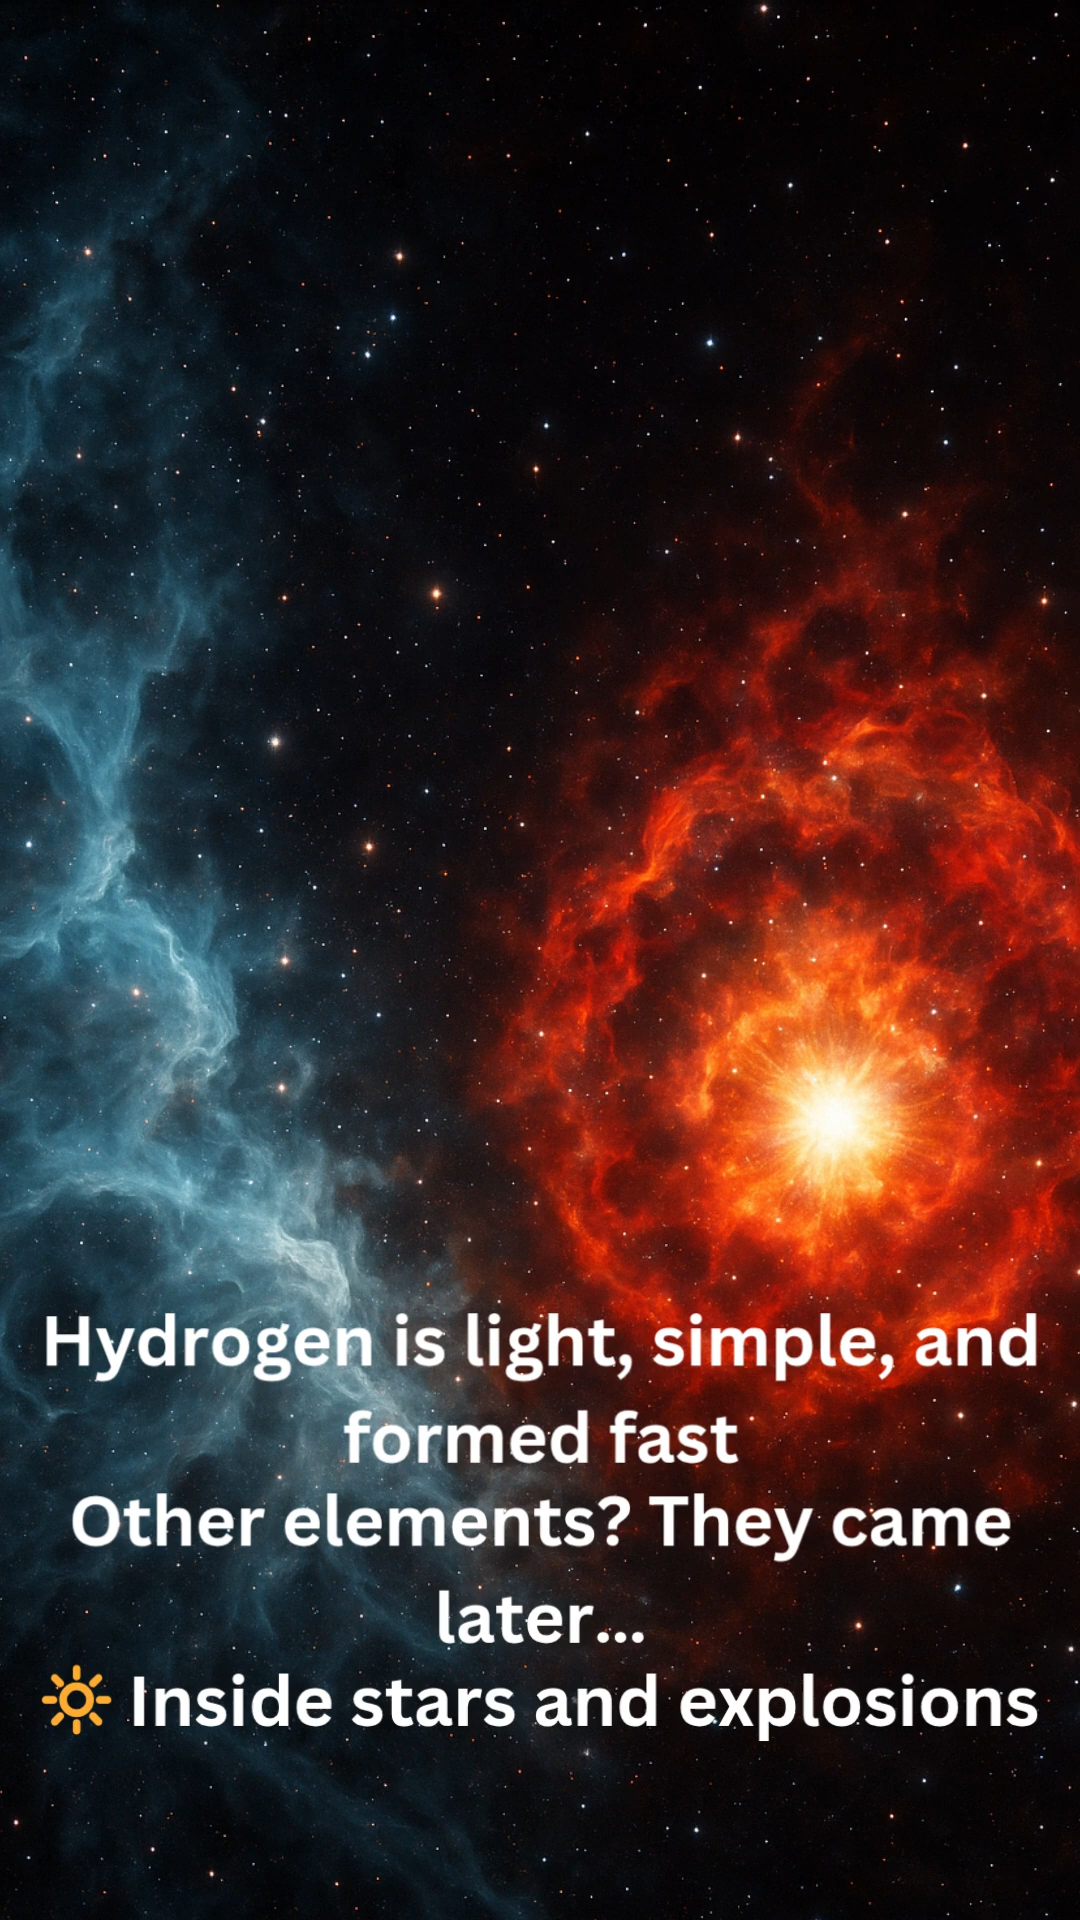 Hydrogen is light, simple, and
formed fast
Other elements? They came
later...
🔆 Inside stars and explosions